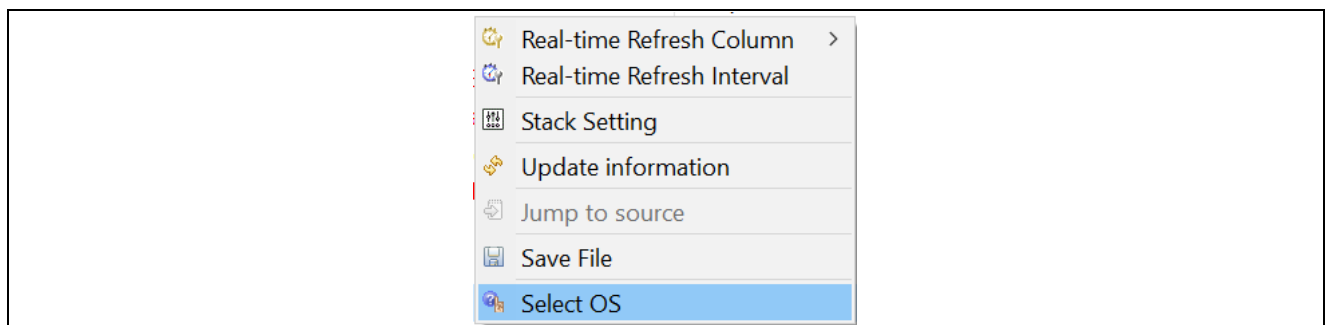 Real-time Refresh Column
Real-time Refresh Interval
Stack Setting
Update information
Jump to source
Save File
Select OS